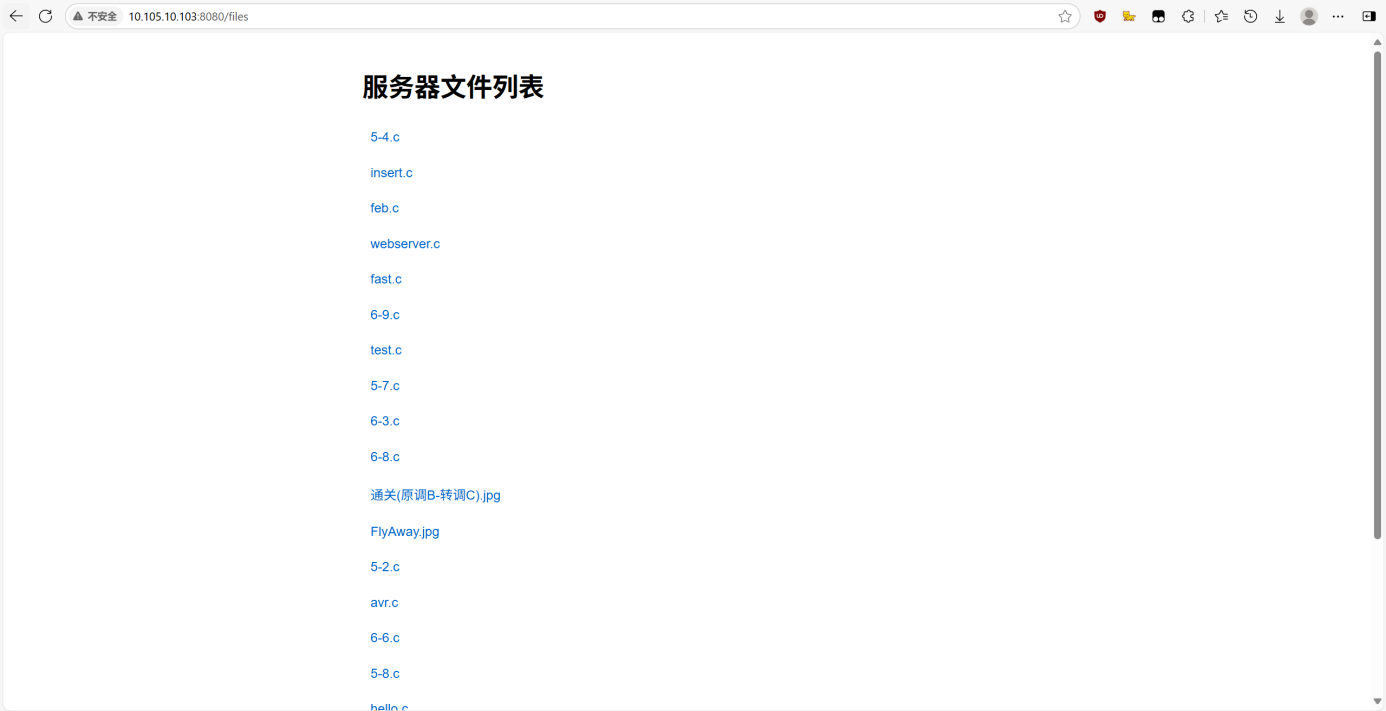 不安全 10.105.10.103:8080/files
服务器文件列表
5-4.c
insert.c
feb.c
webserver.c
fast.c
6-9.c
test.c
5-7.c
6-3.c
6-8.c
通关(原调B-转调C).jpg
FlyAway.jpg
5-2.c
avr.c
6-6.c
5-8.c
hello.c